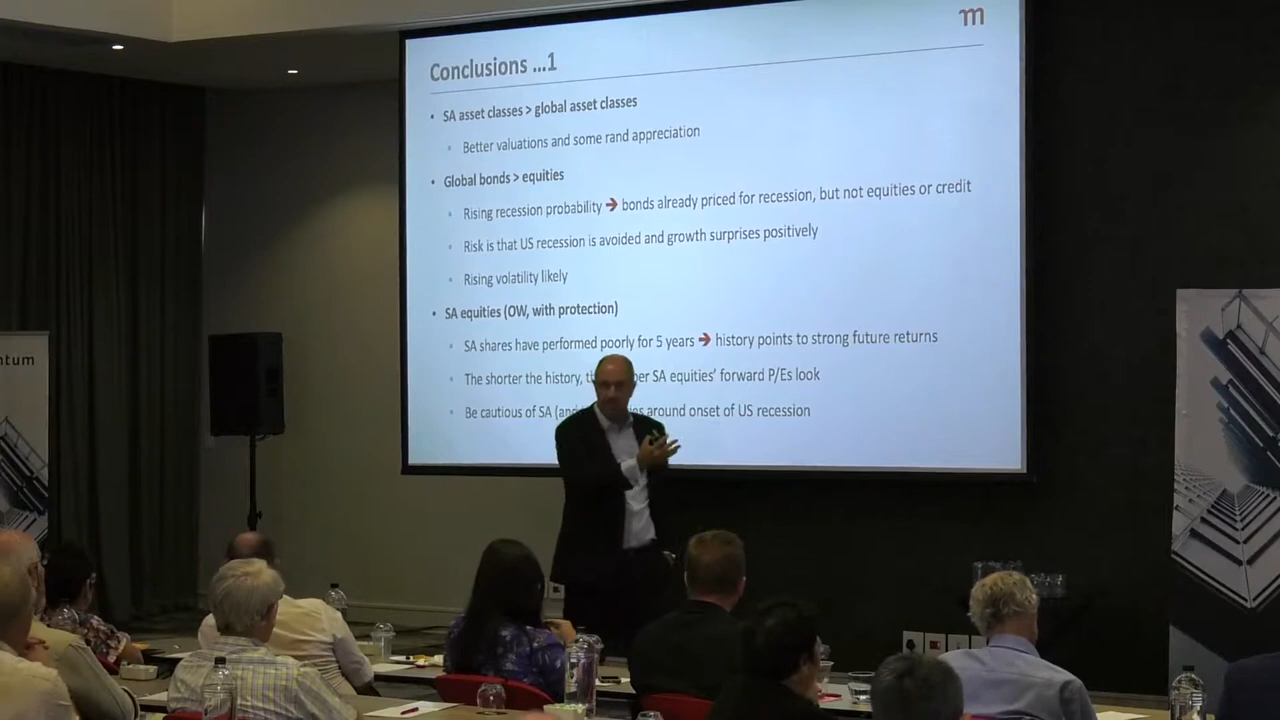 m
Conclusions ...1
• SA asset classes > global asset classes
• Better valuations and some rand appreciation
• Global bonds > equities
• Rising recession probability → bonds already priced for recession, but not equities or credit
• Risk is that US recession is avoided and growth surprises positively
• Rising volatility likely
• SA equities (OW, with protection)
• SA shares have performed poorly for 5 years → history points to strong future returns
• The shorter the history, SA equities' forward P/Es look
• Be cautious of SA around onset of US recession
ntum